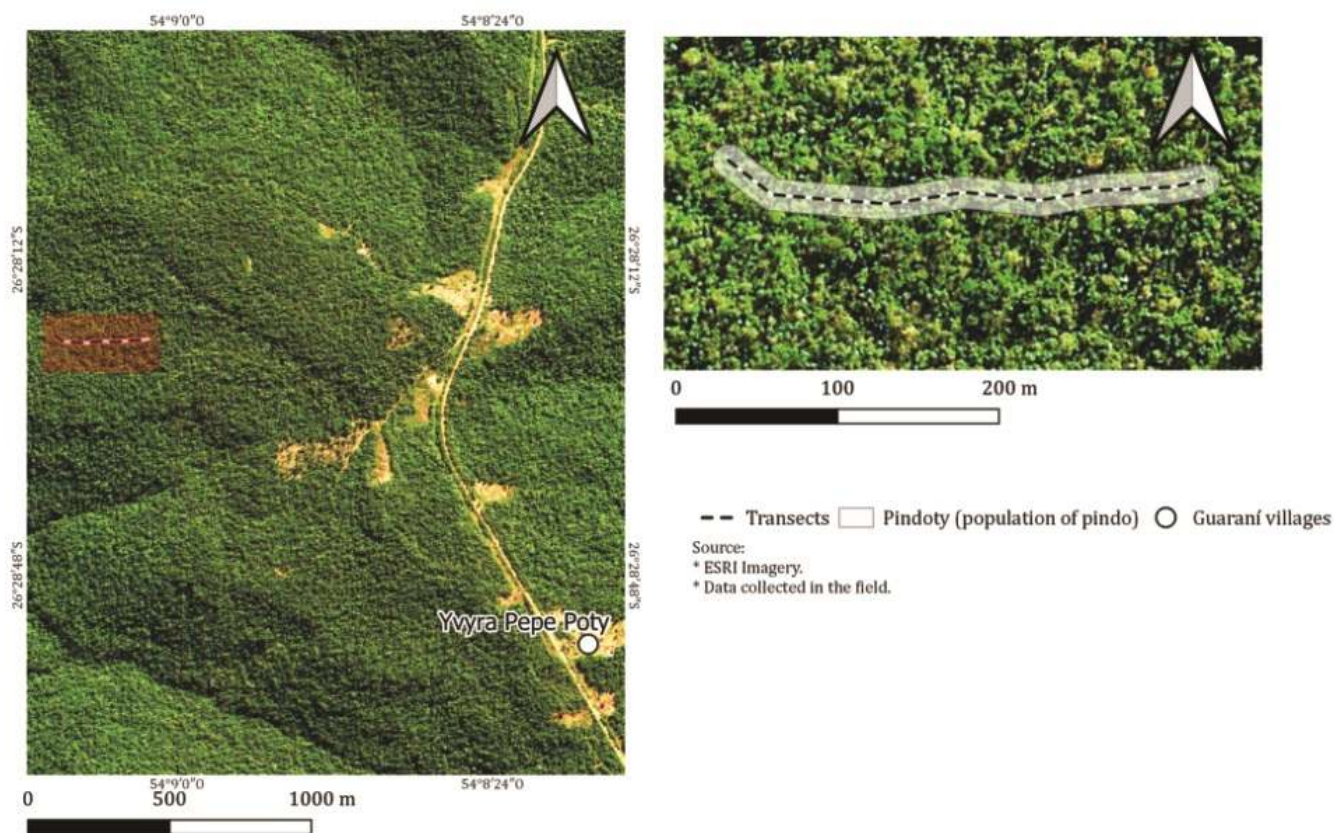 54°9'0"O 54°8'24"O
26°28'12"S 26°28'12"S
26°28'48"S 26°28'48"S
Yvyra Pepe Poty
54°9'0"O 54°8'24"O
0 500 1000 m
0 100 200 m
Transects Pindoty (population of pindo) Guaraní villages
Source:
* ESRI Imagery.
* Data collected in the field.